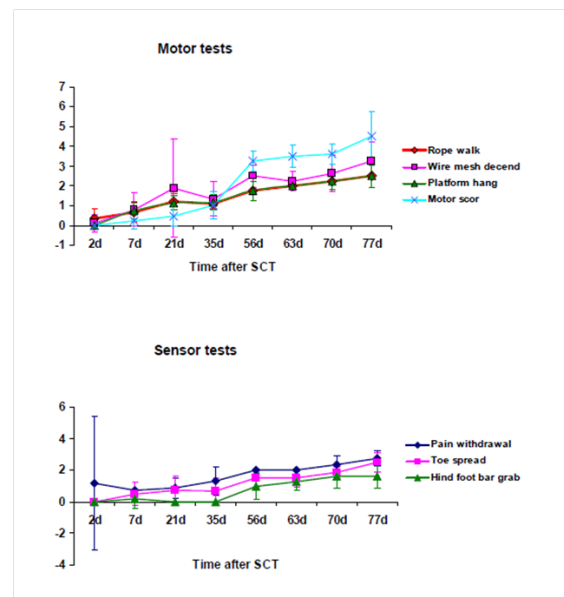 Motor tests
7
6
5
4
3
2
1
0
-1
2d 7d 21d 35d 56d 63d 70d 77d
Time after SCT
Rope walk
Wire mesh decend
Platform hang
Motor scor
Sensor tests
6
4
2
0
-2
-4
2d 7d 21d 35d 56d 63d 70d 77d
Time after SCT
Pain withdrawal
Toe spread
Hind foot bar grab